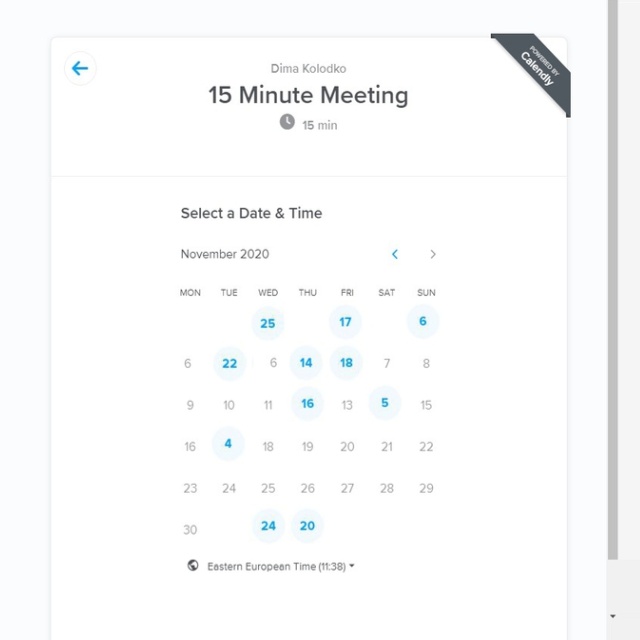 Dima Kolodko
POWERED BY
Calendly
15 Minute Meeting
15 min
Select a Date & Time
November 2020
MON TUE WED THU FRI SAT SUN
25 17 6
6 22 6 14 18 7 8
9 10 11 16 13 5 15
16 4 18 19 20 21 22
23 24 25 26 27 28 29
30 24 20
Eastern European Time (11:38)